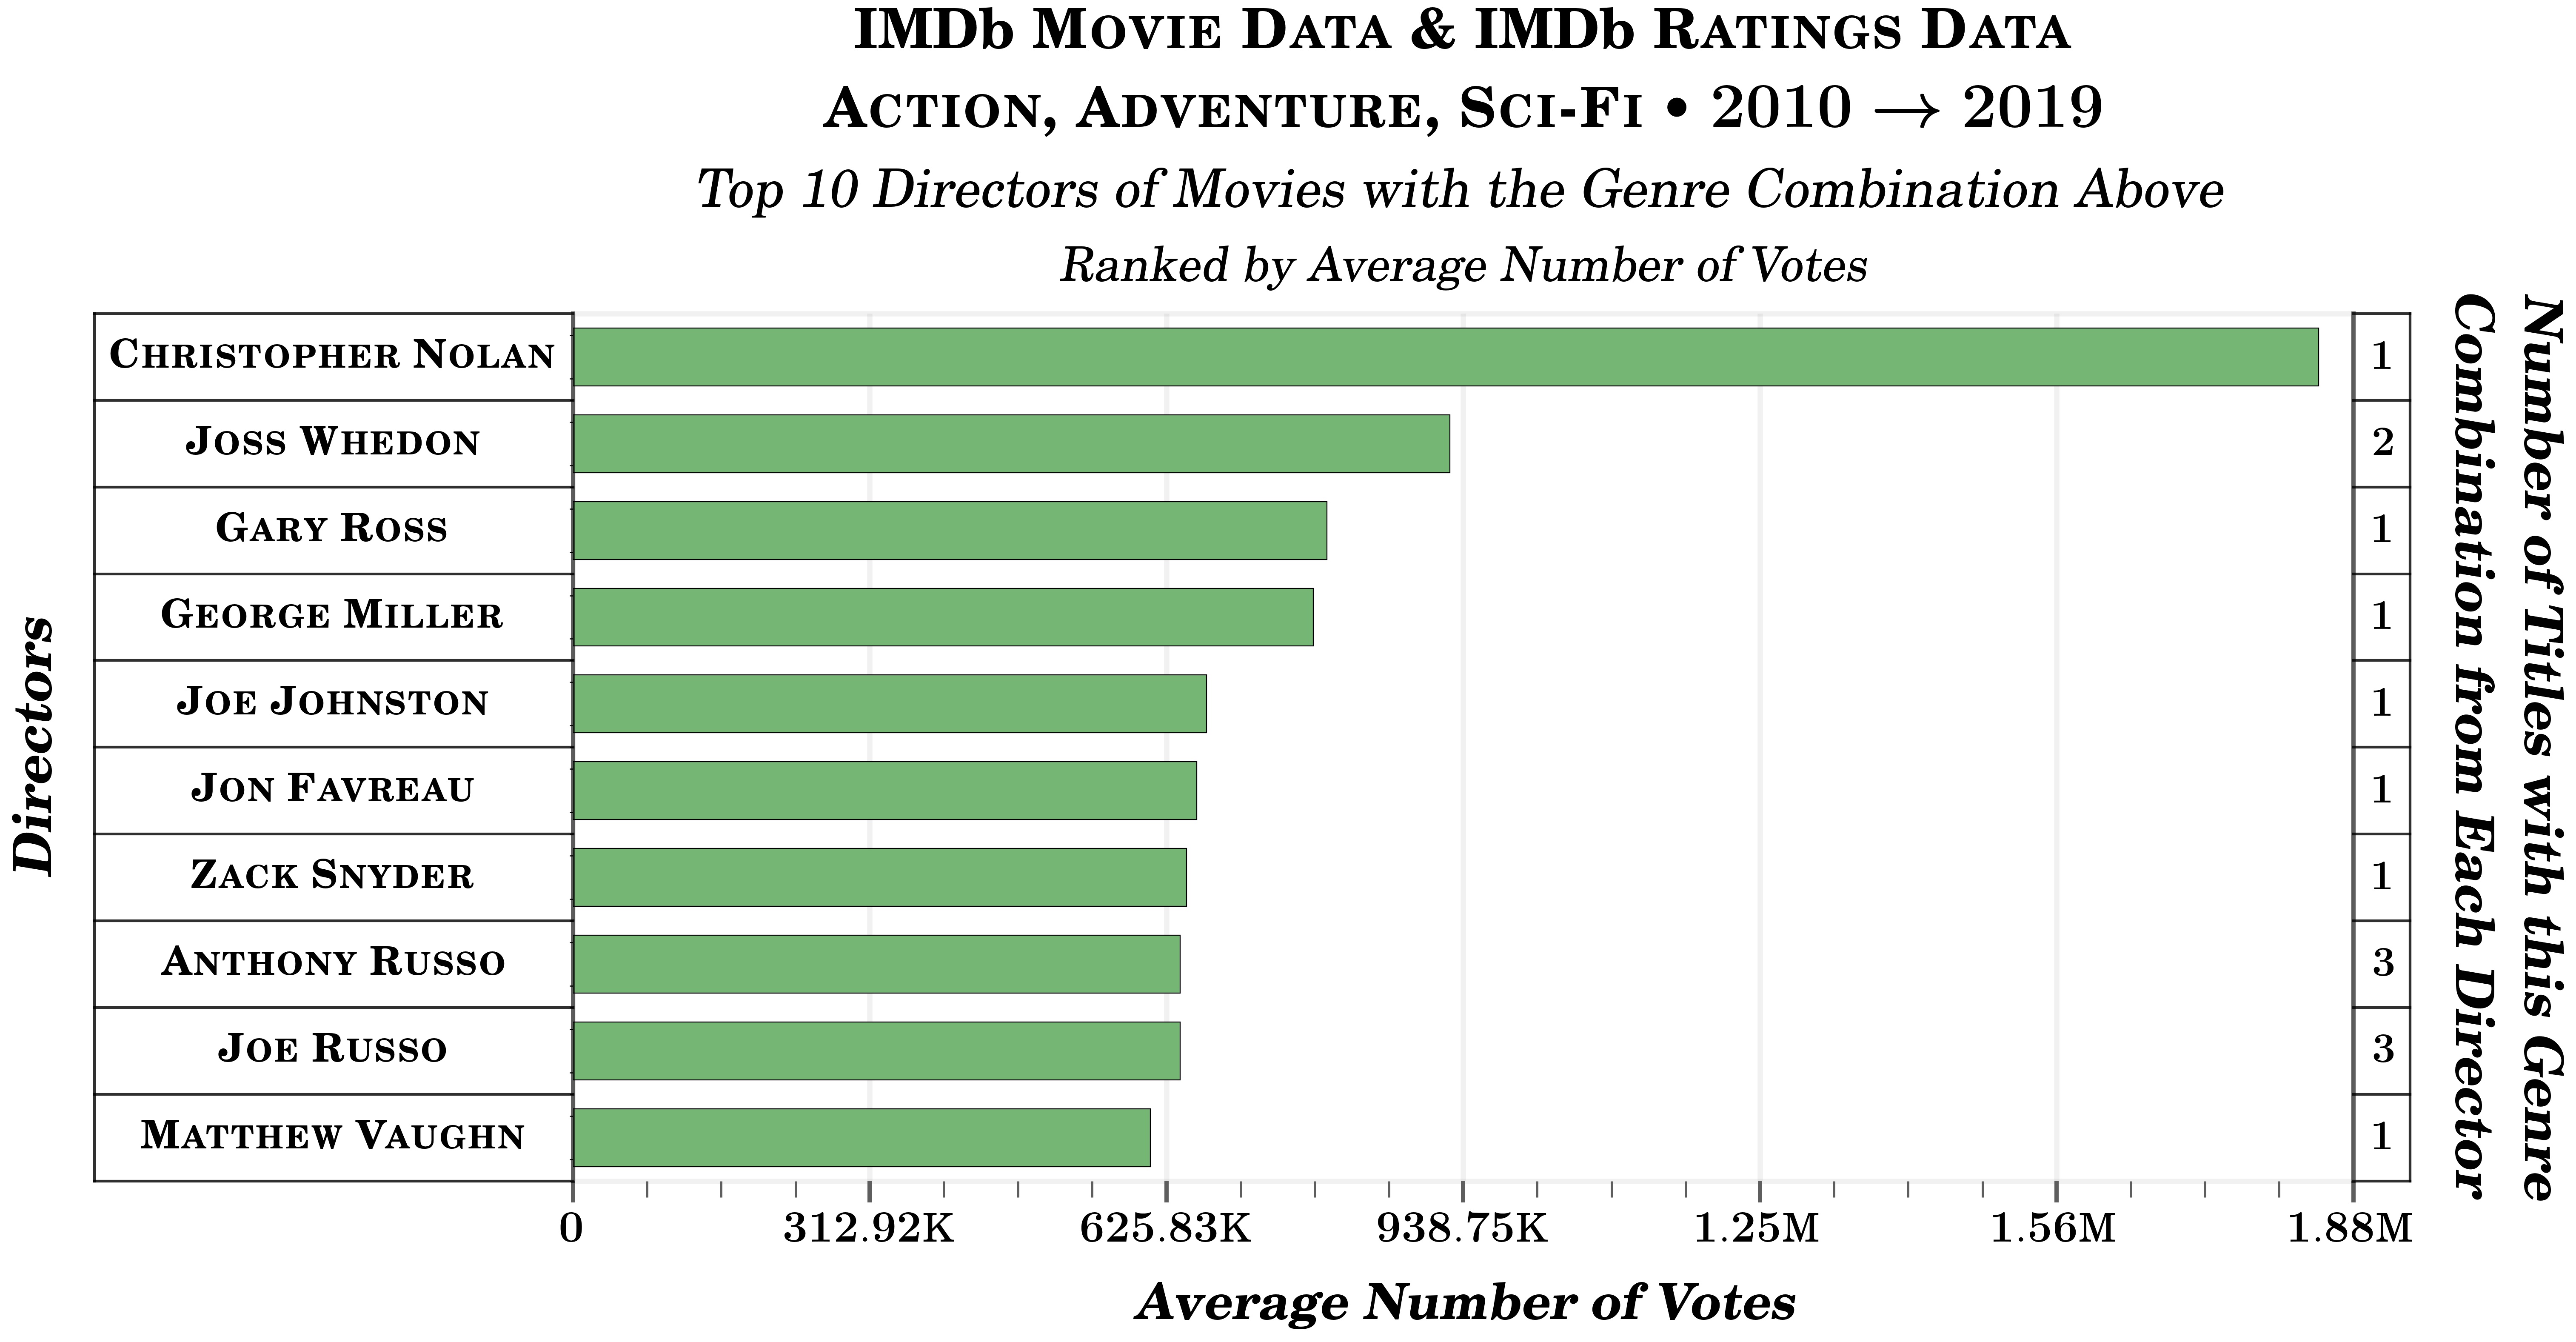 IMDb Movie Data & IMDb Ratings Data
Action, Adventure, Sci-Fi • 2010 → 2019
Top 10 Directors of Movies with the Genre Combination Above
Ranked by Average Number of Votes
Directors
Christopher Nolan
Joss Whedon
Gary Ross
George Miller
Joe Johnston
Jon Favreau
Zack Snyder
Anthony Russo
Joe Russo
Matthew Vaughn
1
2
1
1
1
1
1
3
3
1
Number of Titles with this Genre
Combination from Each Director
0
312.92K
625.83K
938.75K
1.25M
1.56M
1.88M
Average Number of Votes